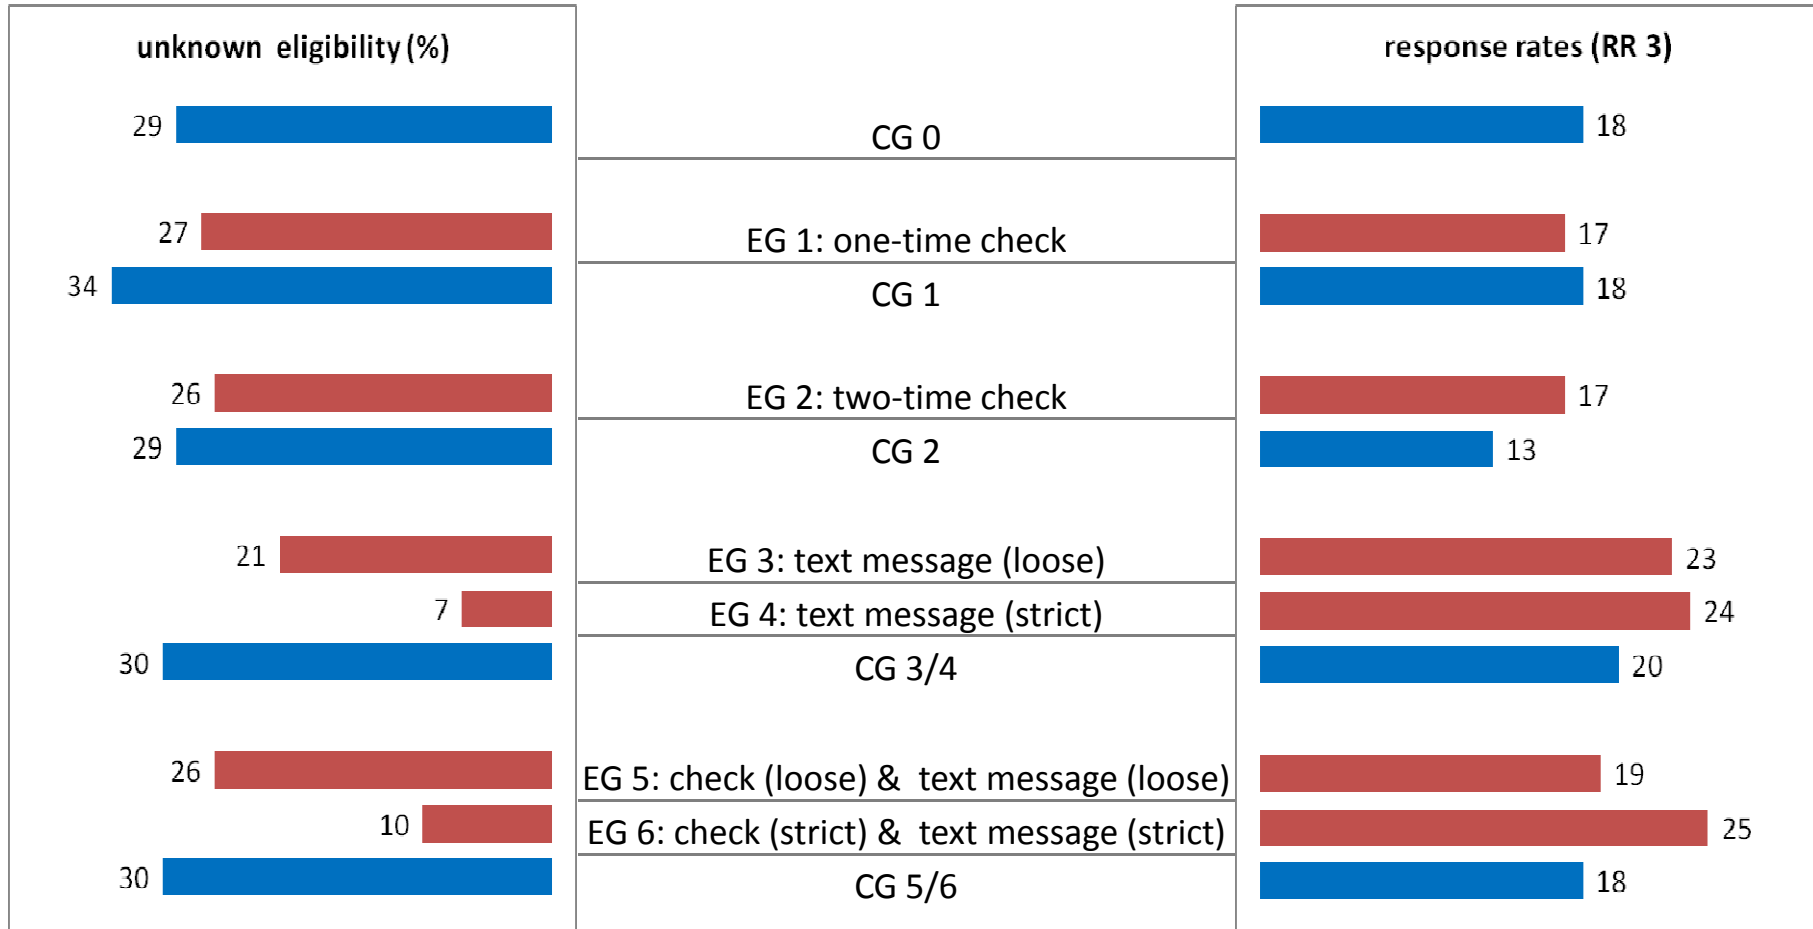 unknown eligibility (%)
response rates (RR 3)
29
CG 0
18
27
EG 1: one-time check
17
34
CG 1
18
26
EG 2: two-time check
17
29
CG 2
13
21
EG 3: text message (loose)
23
7
EG 4: text message (strict)
24
30
CG 3/4
20
26
EG 5: check (loose) & text message (loose)
19
10
EG 6: check (strict) & text message (strict)
25
30
CG 5/6
18